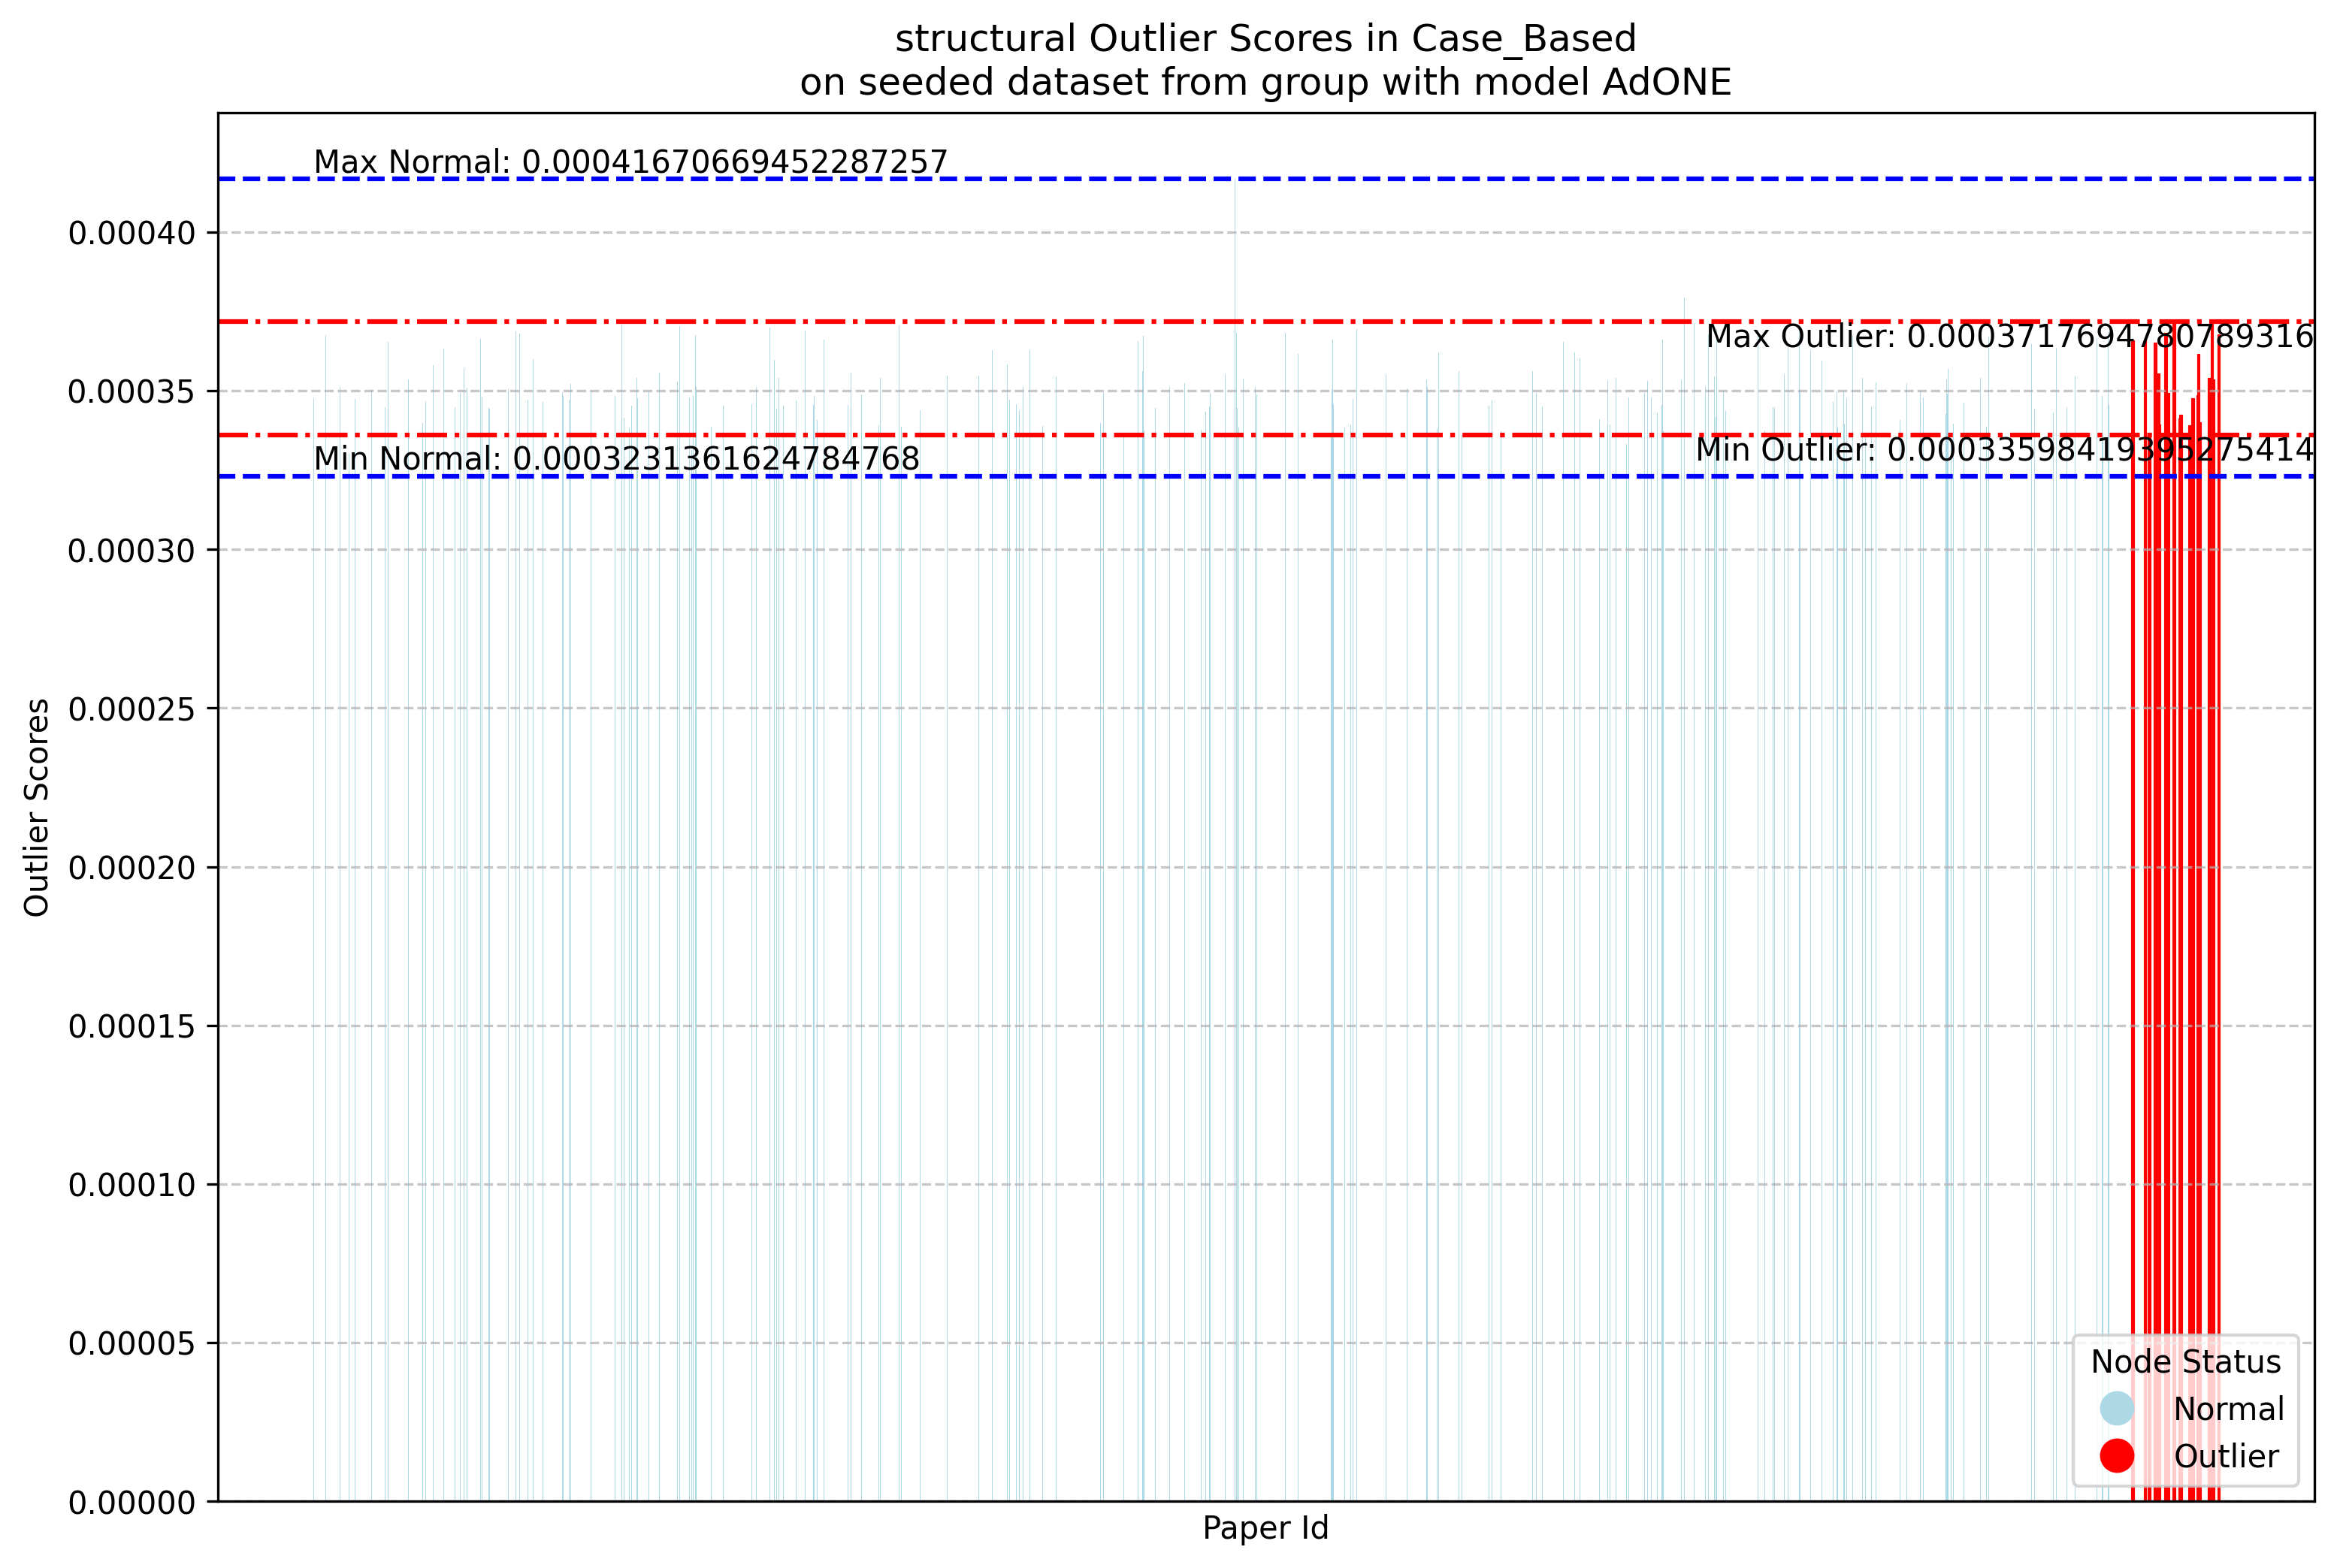 structural Outlier Scores in Case_Based
on seeded dataset from group with model AdONE
Max Normal: 0.00041670669452287257
0.00040
Max Outlier: 0.0003717694780789316
0.00035
Min Outlier: 0.00033598419395275414
Min Normal: 0.0003231361624784768
0.00030
0.00025
0.00020
0.00015
0.00010
0.00005
0.00000
Outlier Scores
Node Status
Normal
Outlier
Paper Id